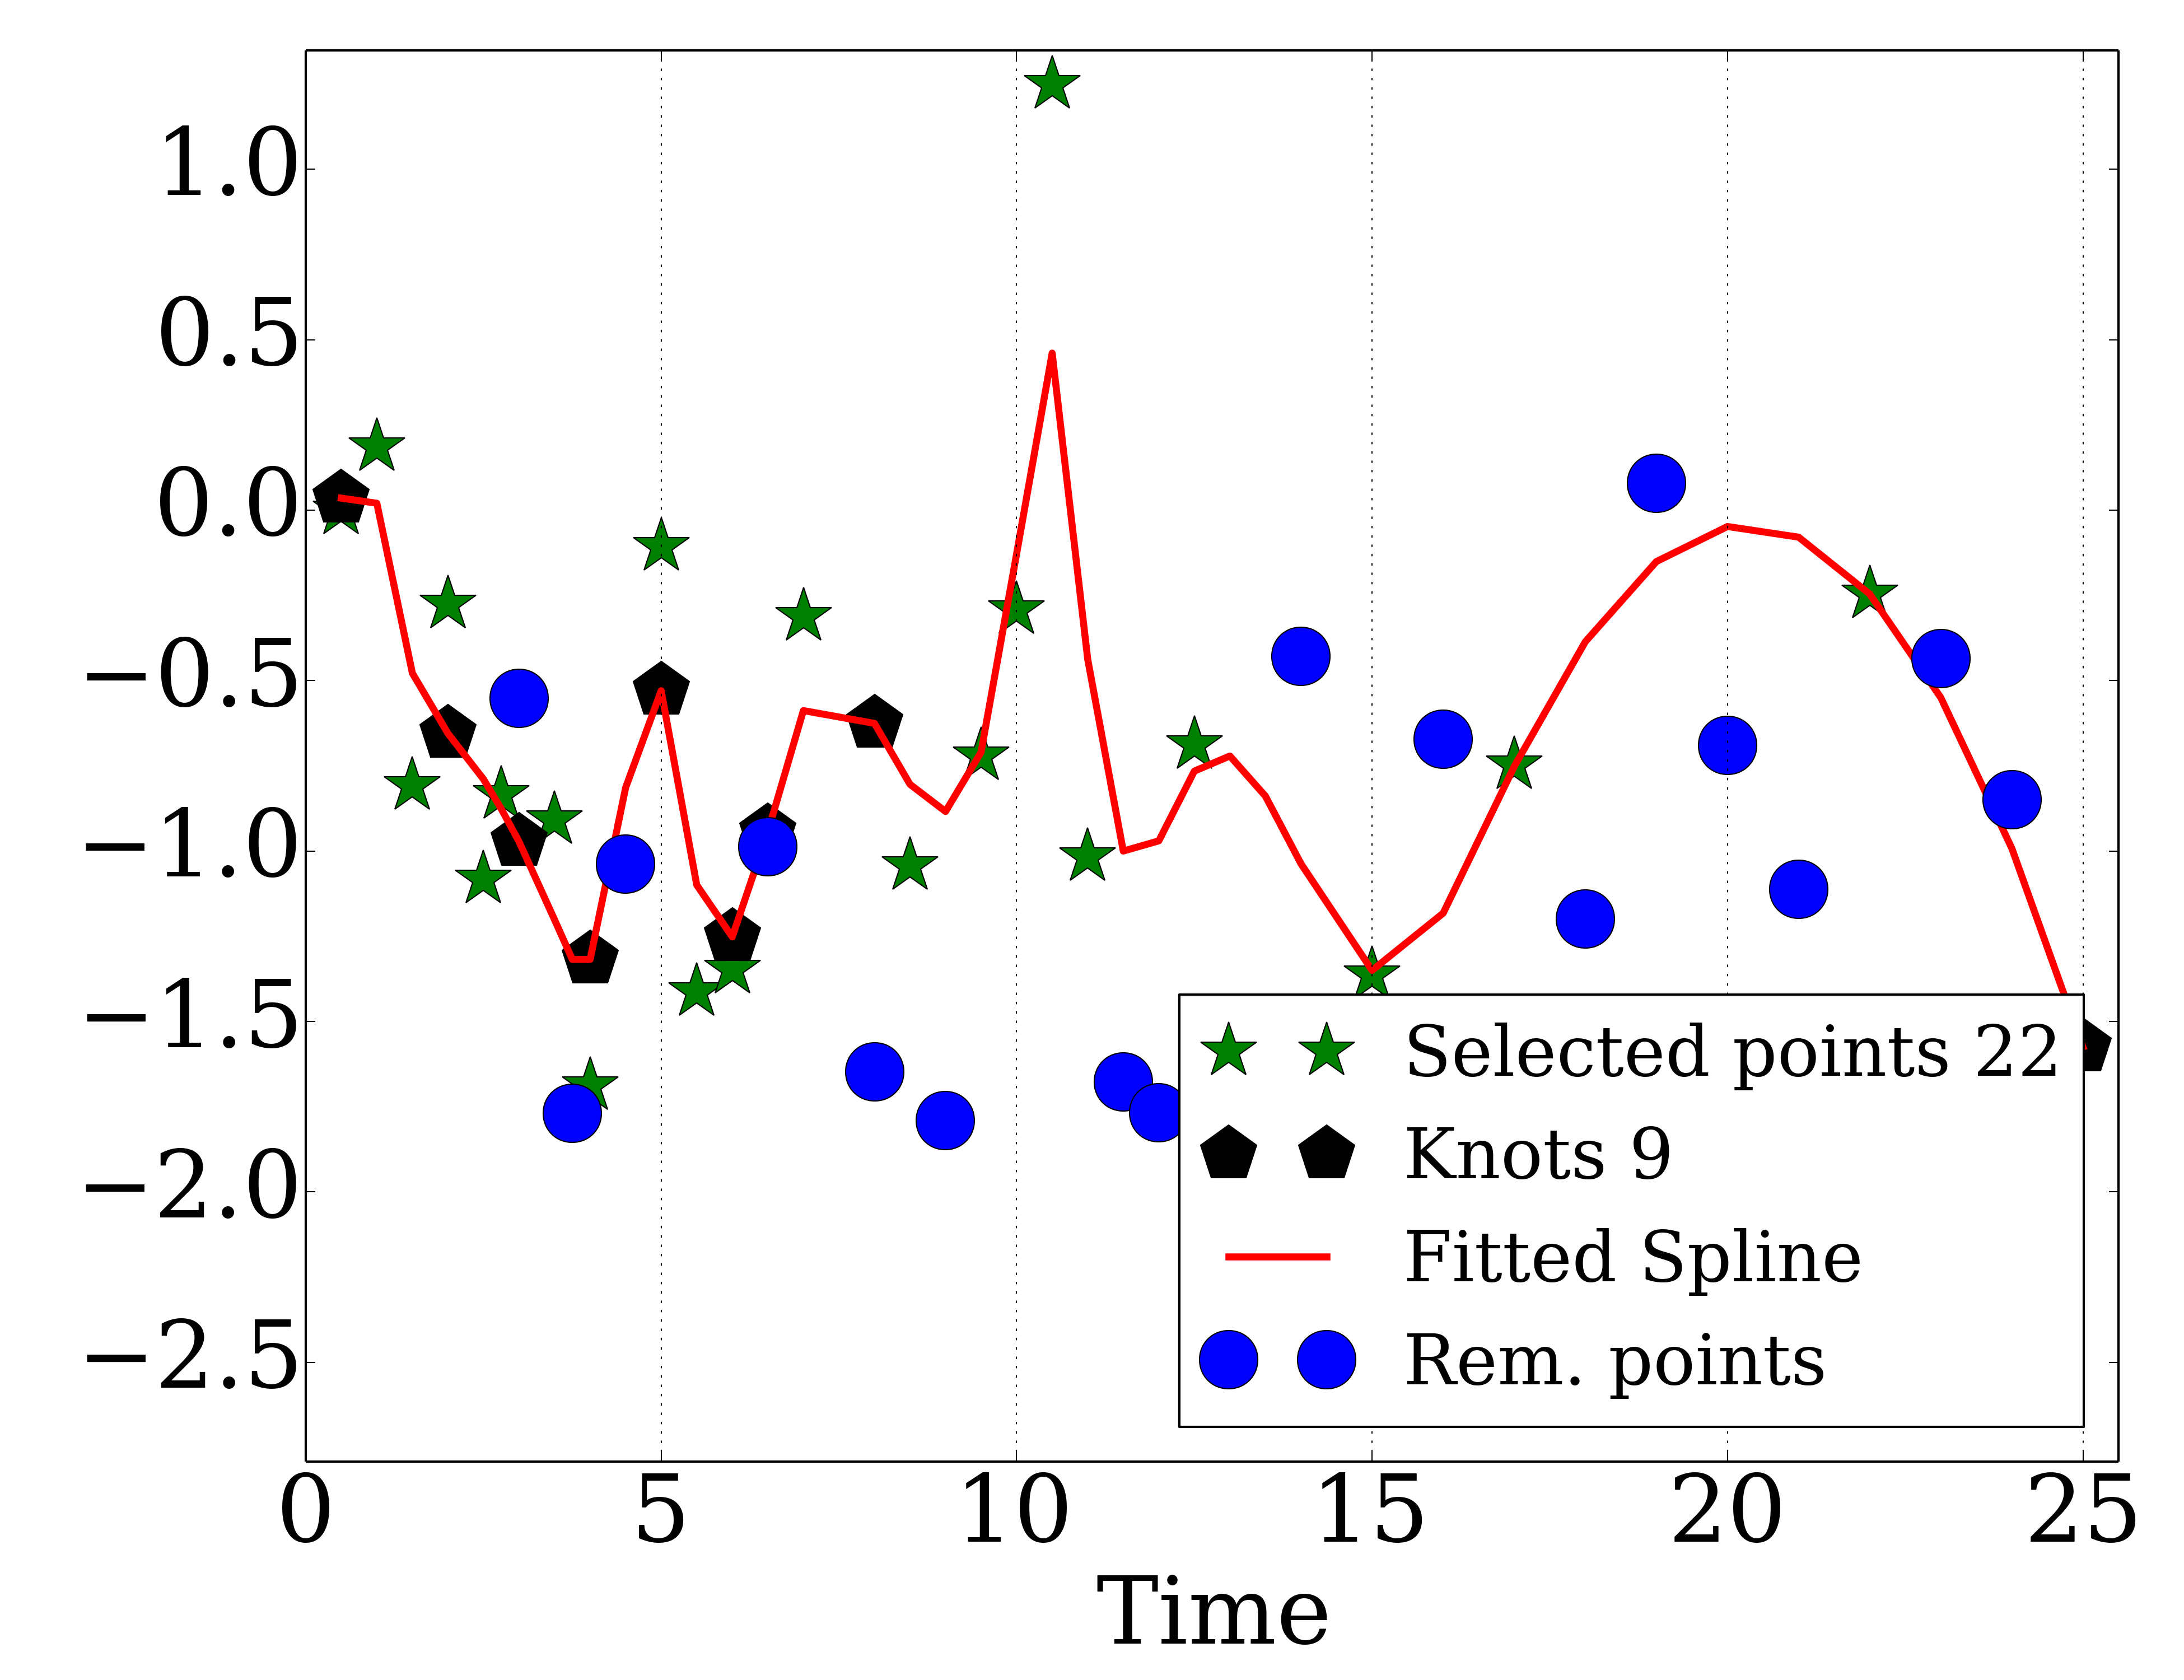 1.0
0.5
0.0
−0.5
−1.0
−1.5
−2.0
−2.5
Selected points 22
Knots 9
Fitted Spline
Rem. points
0 5 10 15 20 25
Time